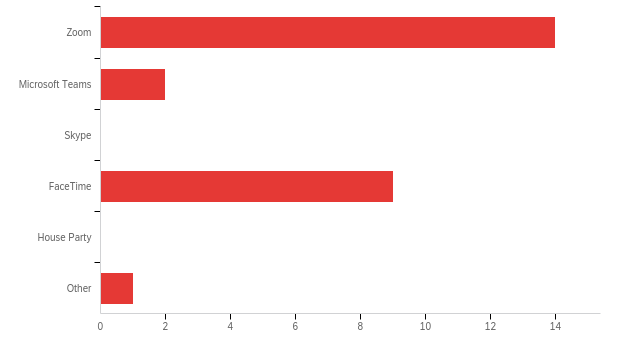 Zoom
Microsoft Teams
Skype
FaceTime
House Party
Other
0 2 4 6 8 10 12 14